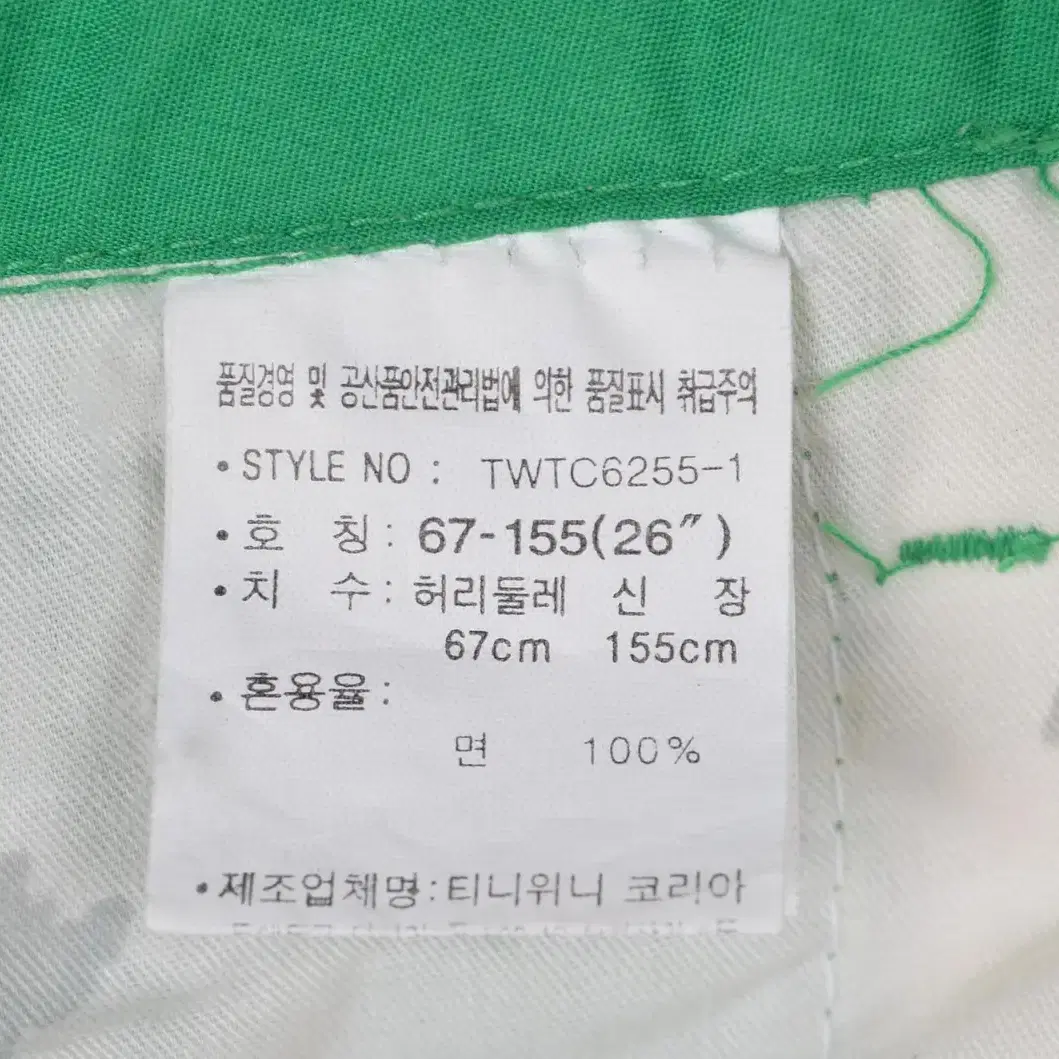 품질경영 및 공산품안전관리법에 의한 품질표시 취급주의
• STYLE NO : TWTC6255-1
• 호 칭 : 67-155(26″)
• 치 수 : 허리둘레 신 장
67cm 155cm
• 혼용율 :
면 100%
• 제조업체명 : 티니위니 코리아